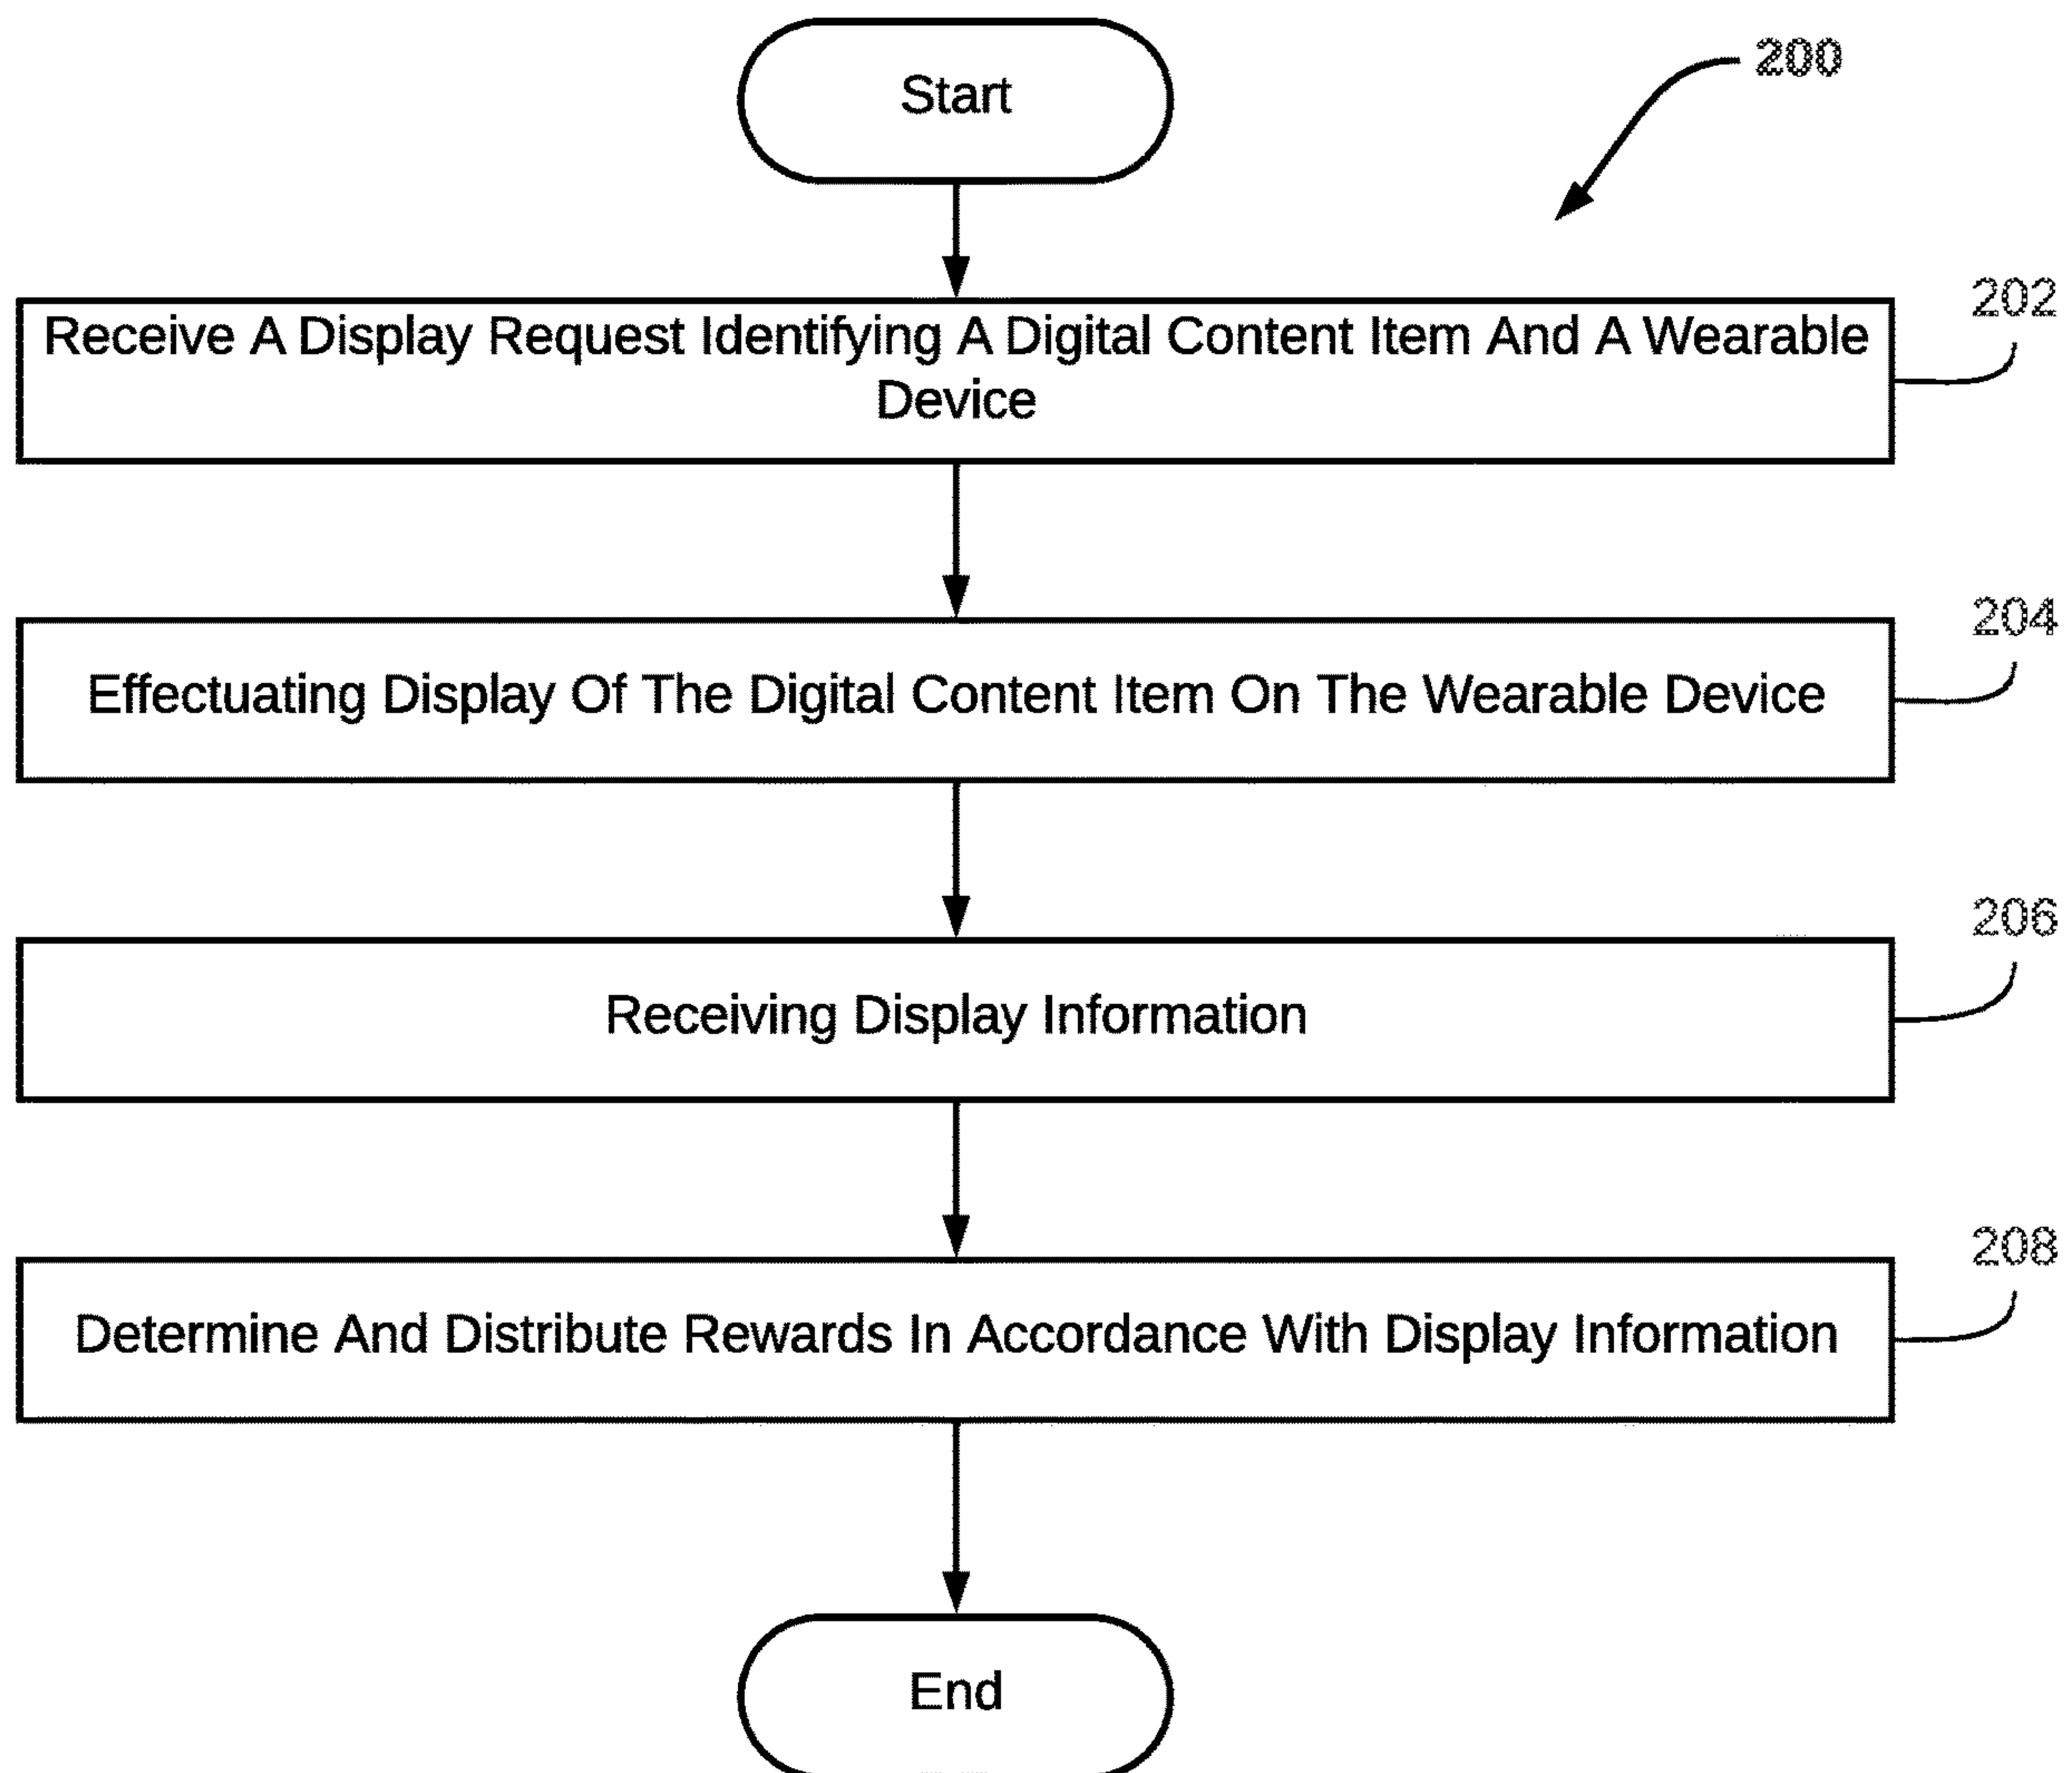 Start
200
202
Receive A Display Request Identifying A Digital Content Item And A Wearable
Device
204
Effectuating Display Of The Digital Content Item On The Wearable Device
206
Receiving Display Information
208
Determine And Distribute Rewards In Accordance With Display Information
End